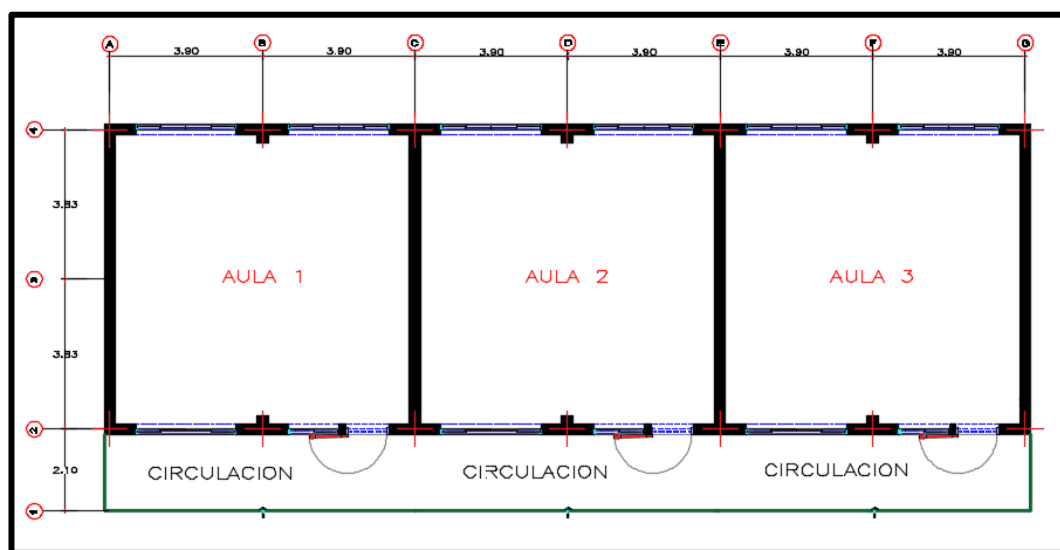 A B C D E F G
3.90 3.90 3.90 3.90 3.90 3.90
4
3.83
AULA 1 AULA 2 AULA 3
3
3.83
2
CIRCULACION CIRCULACION CIRCULACION
2.10
1